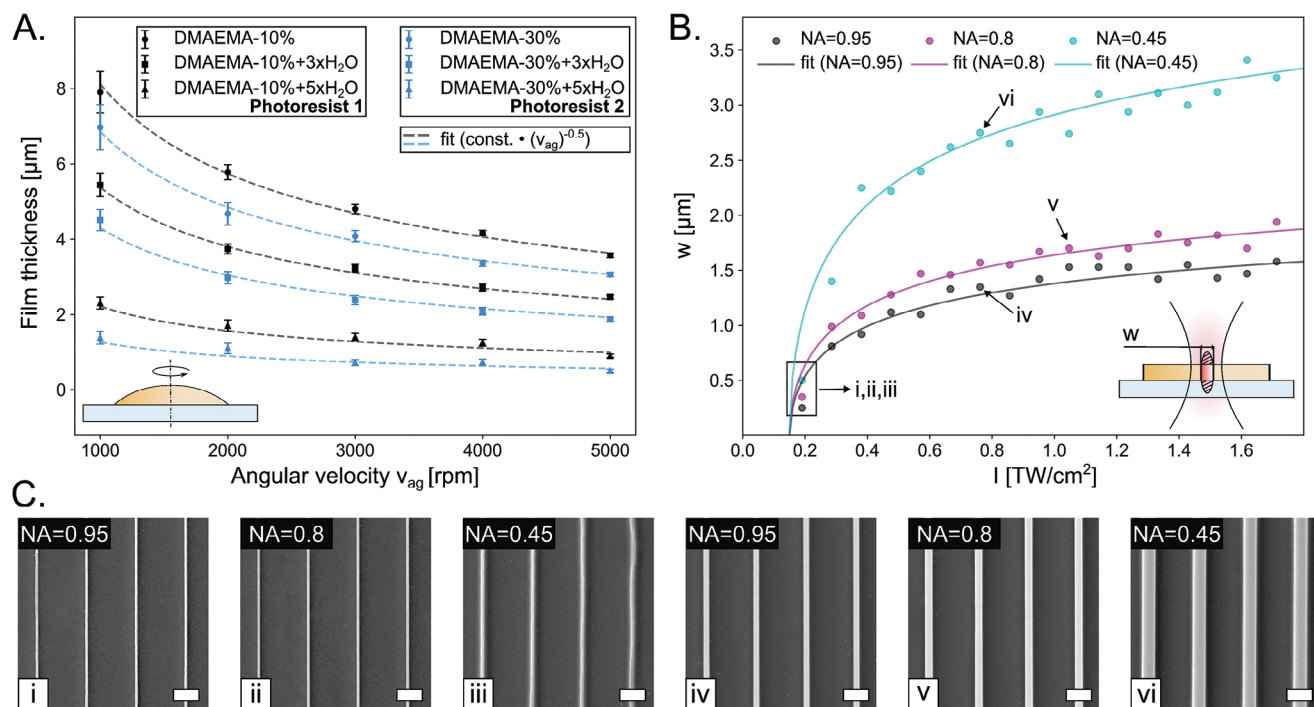 A.
DMAEMA-10%
DMAEMA-10%+3xH₂O
DMAEMA-10%+5xH₂O
Photoresist 1
DMAEMA-30%
DMAEMA-30%+3xH₂O
DMAEMA-30%+5xH₂O
Photoresist 2
fit (const. • (vₐg)⁻⁰·⁵)
Film thickness [µm]
8
6
4
2
0
1000 2000 3000 4000 5000
Angular velocity vₐg [rpm]
B.
NA=0.95 NA=0.8 NA=0.45
fit (NA=0.95) fit (NA=0.8) fit (NA=0.45)
w [µm]
3.5
3.0
2.5
2.0
1.5
1.0
0.5
vi
v
iv
i,ii,iii
w
0.0 0.2 0.4 0.6 0.8 1.0 1.2 1.4 1.6
I [TW/cm²]
C.
NA=0.95
i
NA=0.8
ii
NA=0.45
iii
NA=0.95
iv
NA=0.8
v
NA=0.45
vi